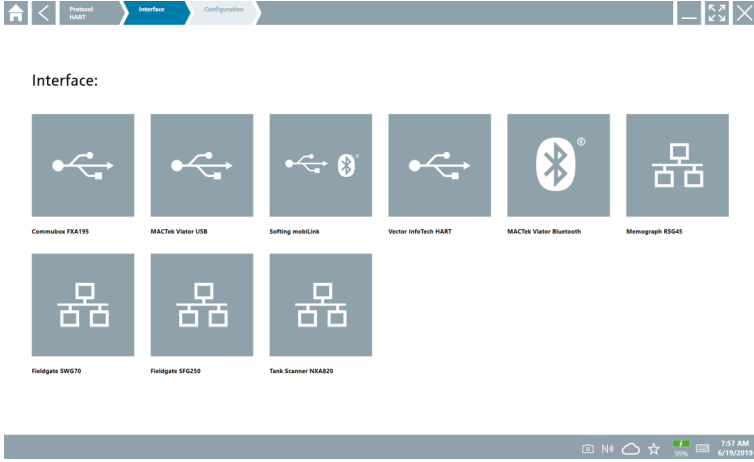 Protocol
HART
Interface
Configuration
Interface:
Commubox FXA195
MACTek Viator USB
Softing mobiLink
Vector InfoTech HART
MACTek Viator Bluetooth
Memograph RSG45
Fieldgate SWG70
Fieldgate SFG250
Tank Scanner NXA820
99%
7:57 AM
6/19/2019